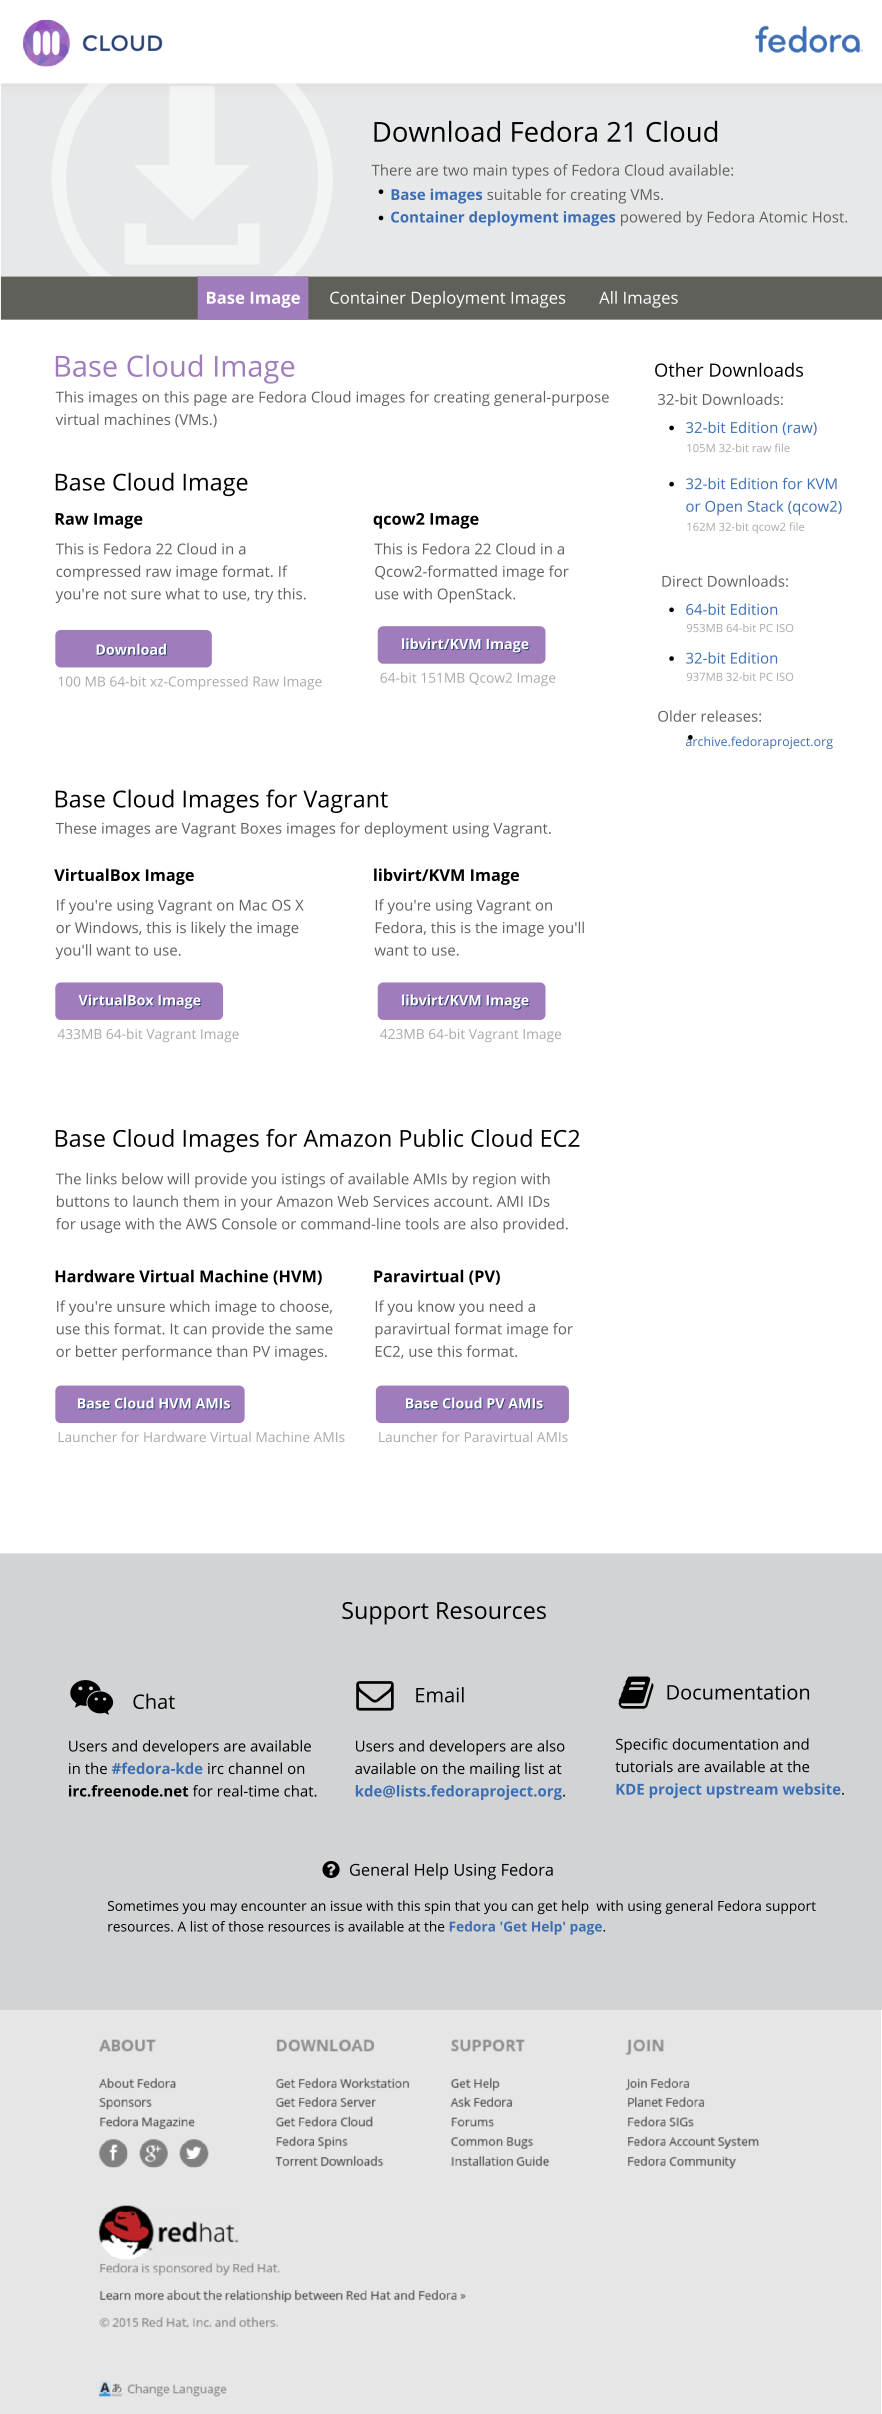 CLOUD
fedora
Download Fedora 21 Cloud
There are two main types of Fedora Cloud available:
• Base images suitable for creating VMs.
• Container deployment images powered by Fedora Atomic Host.
Base Image
Container Deployment Images
All Images
Base Cloud Image
This images on this page are Fedora Cloud images for creating general-purpose
virtual machines (VMs.)
Base Cloud Image
Raw Image
This is Fedora 22 Cloud in a
compressed raw image format. If
you're not sure what to use, try this.
Download
100 MB 64-bit xz-Compressed Raw Image
qcow2 Image
This is Fedora 22 Cloud in a
Qcow2-formatted image for
use with OpenStack.
libvirt/KVM Image
64-bit 151MB Qcow2 Image
Other Downloads
32-bit Downloads:
• 32-bit Edition (raw)
105M 32-bit raw file
• 32-bit Edition for KVM
or Open Stack (qcow2)
162M 32-bit qcow2 file
Direct Downloads:
• 64-bit Edition
953MB 64-bit PC ISO
• 32-bit Edition
937MB 32-bit PC ISO
Older releases:
• archive.fedoraproject.org
Base Cloud Images for Vagrant
These images are Vagrant Boxes images for deployment using Vagrant.
VirtualBox Image
If you're using Vagrant on Mac OS X
or Windows, this is likely the image
you'll want to use.
VirtualBox Image
433MB 64-bit Vagrant Image
libvirt/KVM Image
If you're using Vagrant on
Fedora, this is the image you'll
want to use.
libvirt/KVM Image
423MB 64-bit Vagrant Image
Base Cloud Images for Amazon Public Cloud EC2
The links below will provide you istings of available AMIs by region with
buttons to launch them in your Amazon Web Services account. AMI IDs
for usage with the AWS Console or command-line tools are also provided.
Hardware Virtual Machine (HVM)
If you're unsure which image to choose,
use this format. It can provide the same
or better performance than PV images.
Base Cloud HVM AMIs
Launcher for Hardware Virtual Machine AMIs
Paravirtual (PV)
If you know you need a
paravirtual format image for
EC2, use this format.
Base Cloud PV AMIs
Launcher for Paravirtual AMIs
Support Resources
Chat
Users and developers are available
in the #fedora-kde irc channel on
irc.freenode.net for real-time chat.
Email
Users and developers are also
available on the mailing list at
kde@lists.fedoraproject.org.
Documentation
Specific documentation and
tutorials are available at the
KDE project upstream website.
? General Help Using Fedora
Sometimes you may encounter an issue with this spin that you can get help with using general Fedora support
resources. A list of those resources is available at the Fedora 'Get Help' page.
ABOUT
About Fedora
Sponsors
Fedora Magazine
f g+
DOWNLOAD
Get Fedora Workstation
Get Fedora Server
Get Fedora Cloud
Fedora Spins
Torrent Downloads
SUPPORT
Get Help
Ask Fedora
Forums
Common Bugs
Installation Guide
JOIN
Join Fedora
Planet Fedora
Fedora SIGs
Fedora Account System
Fedora Community
redhat.
Fedora is sponsored by Red Hat.
Learn more about the relationship between Red Hat and Fedora »
© 2015 Red Hat, Inc. and others.
Aあ Change Language